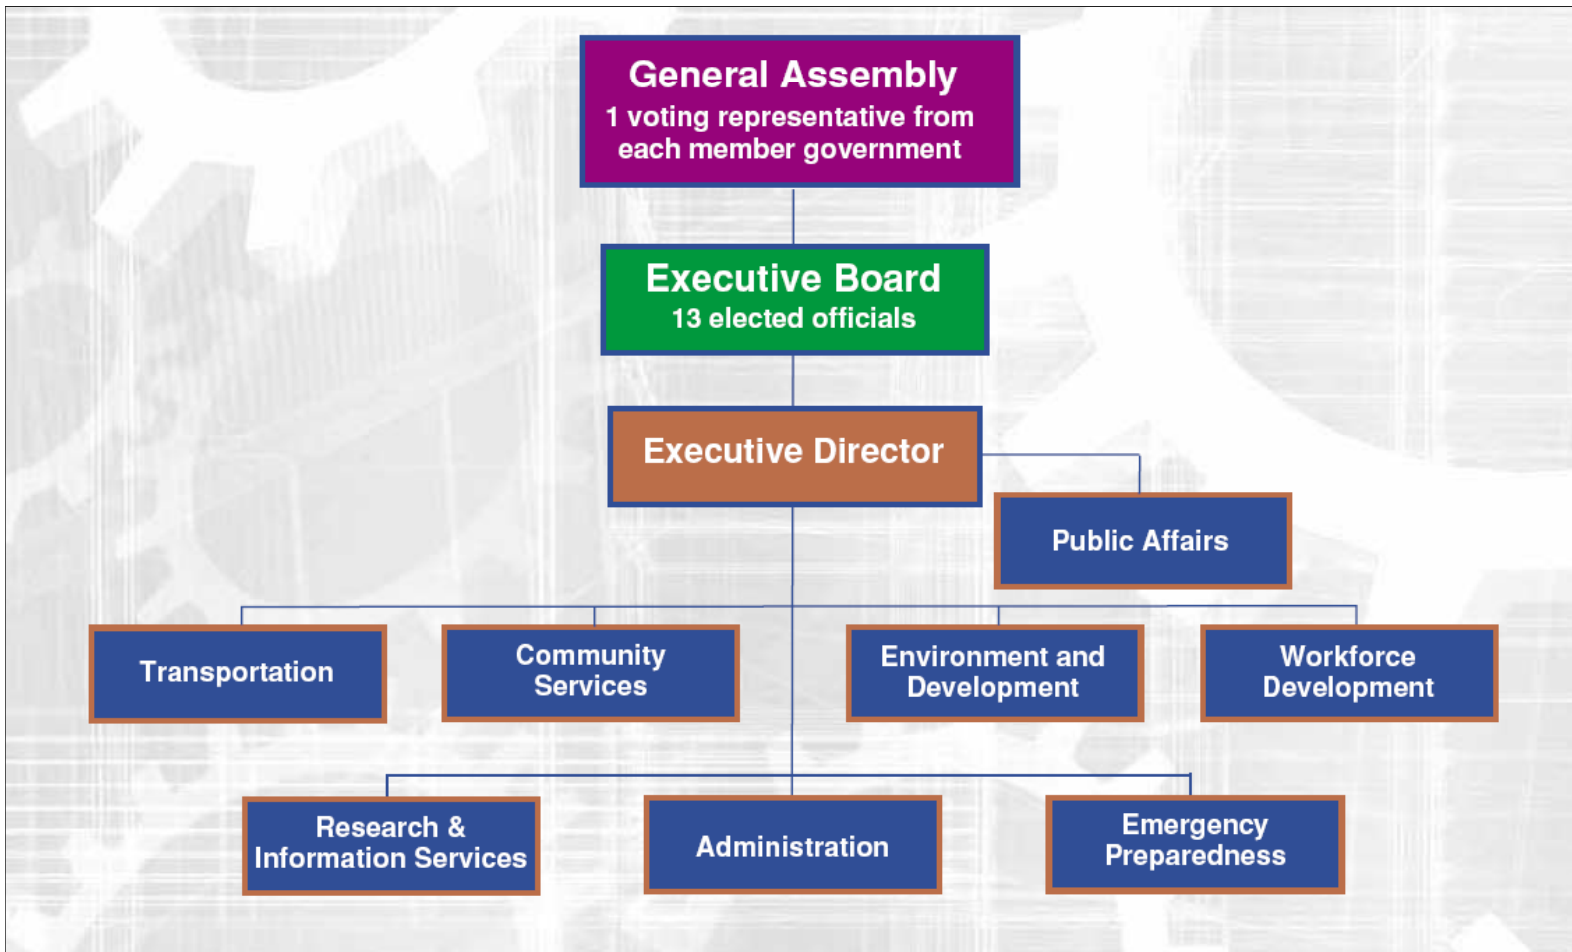 General Assembly
1 voting representative from
each member government
Executive Board
13 elected officials
Executive Director
Public Affairs
Transportation
Community
Services
Environment and
Development
Workforce
Development
Research &
Information Services
Administration
Emergency
Preparedness